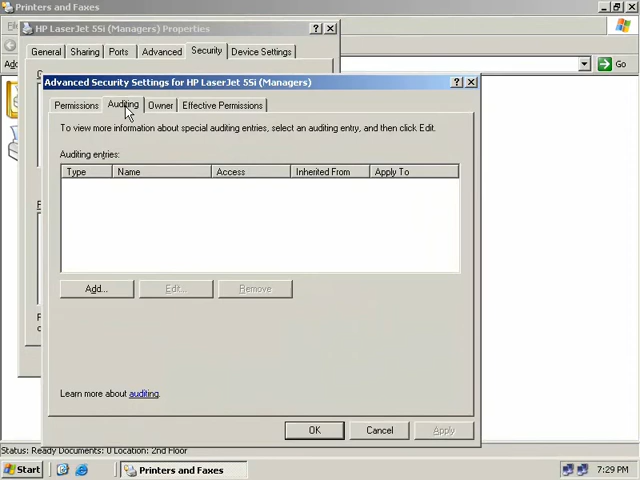 Printers and Faxes
HP LaserJet 5Si (Managers) Properties
General Sharing Ports Advanced Security Device Settings
Go
Advanced Security Settings for HP LaserJet 5Si (Managers)
Permissions Auditing Owner Effective Permissions
To view more information about special auditing entries, select an auditing entry, and then click Edit.
Auditing entries:
Type Name Access Inherited From Apply To
Add... Edit... Remove
Learn more about auditing.
OK Cancel Apply
Status: Ready Documents: 0 Location: 2nd Floor
Start Printers and Faxes 7:29 PM